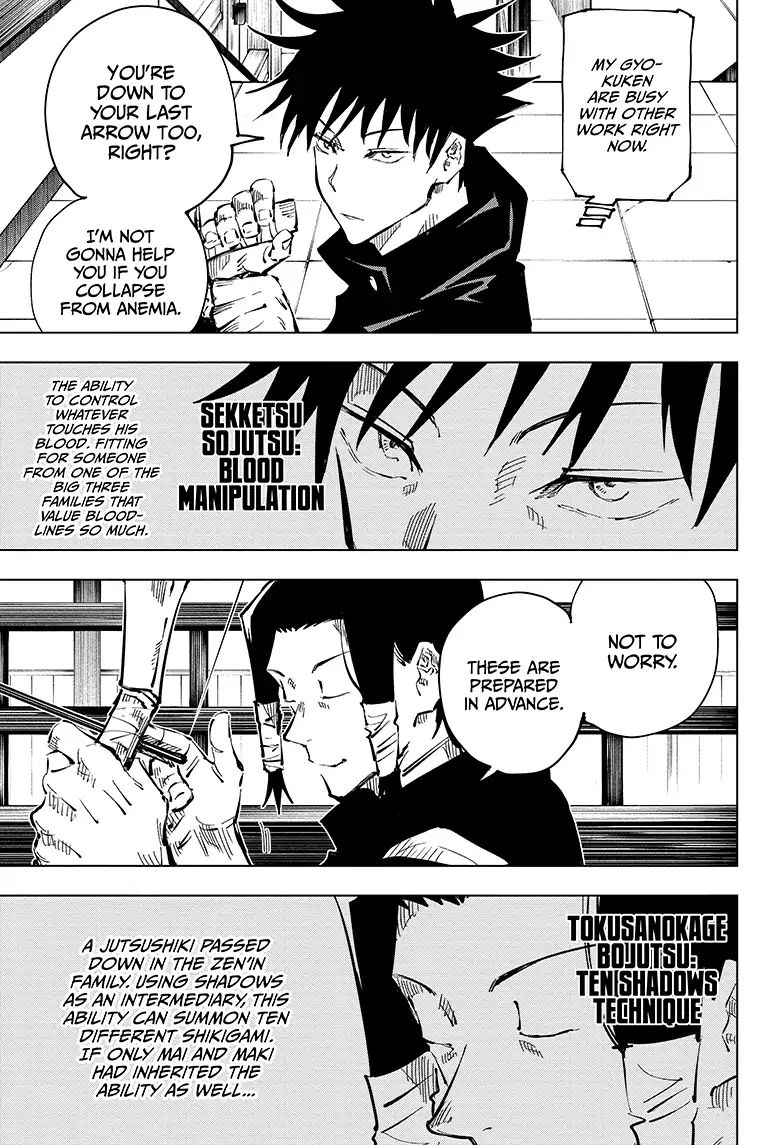 MY GYO-
KUKEN
ARE BUSY
WITH OTHER
WORK RIGHT
NOW.
YOU'RE
DOWN TO
YOUR LAST
ARROW TOO,
RIGHT?
I'M NOT
GONNA HELP
YOU IF YOU
COLLAPSE
FROM ANEMIA.
SEKKETSU
SOJUTSU:
BLOOD
MANIPULATION
THE ABILITY
TO CONTROL
WHATEVER
TOUCHES HIS
BLOOD. FITTING
FOR SOMEONE
FROM ONE OF THE
BIG THREE
FAMILIES THAT
VALUE BLOOD-
LINES SO MUCH.
NOT TO
WORRY.
THESE ARE
PREPARED
IN ADVANCE.
TOKUSANOKAGE
BOJUTSU:
TEN SHADOWS
TECHNIQUE
A JUTSUSHIKI PASSED
DOWN IN THE ZEN'IN
FAMILY. USING SHADOWS
AS AN INTERMEDIARY, THIS
ABILITY CAN SUMMON TEN
DIFFERENT SHIKIGAMI.
IF ONLY MAI AND MAKI
HAD INHERITED THE
ABILITY AS WELL...